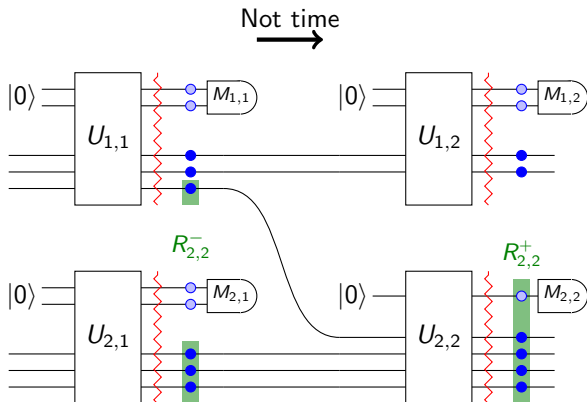 Not time
|0⟩ U₁,₁ M₁,₁ |0⟩ U₁,₂ M₁,₂
R⁻₂,₂ R⁺₂,₂
|0⟩ U₂,₁ M₂,₁ |0⟩ U₂,₂ M₂,₂